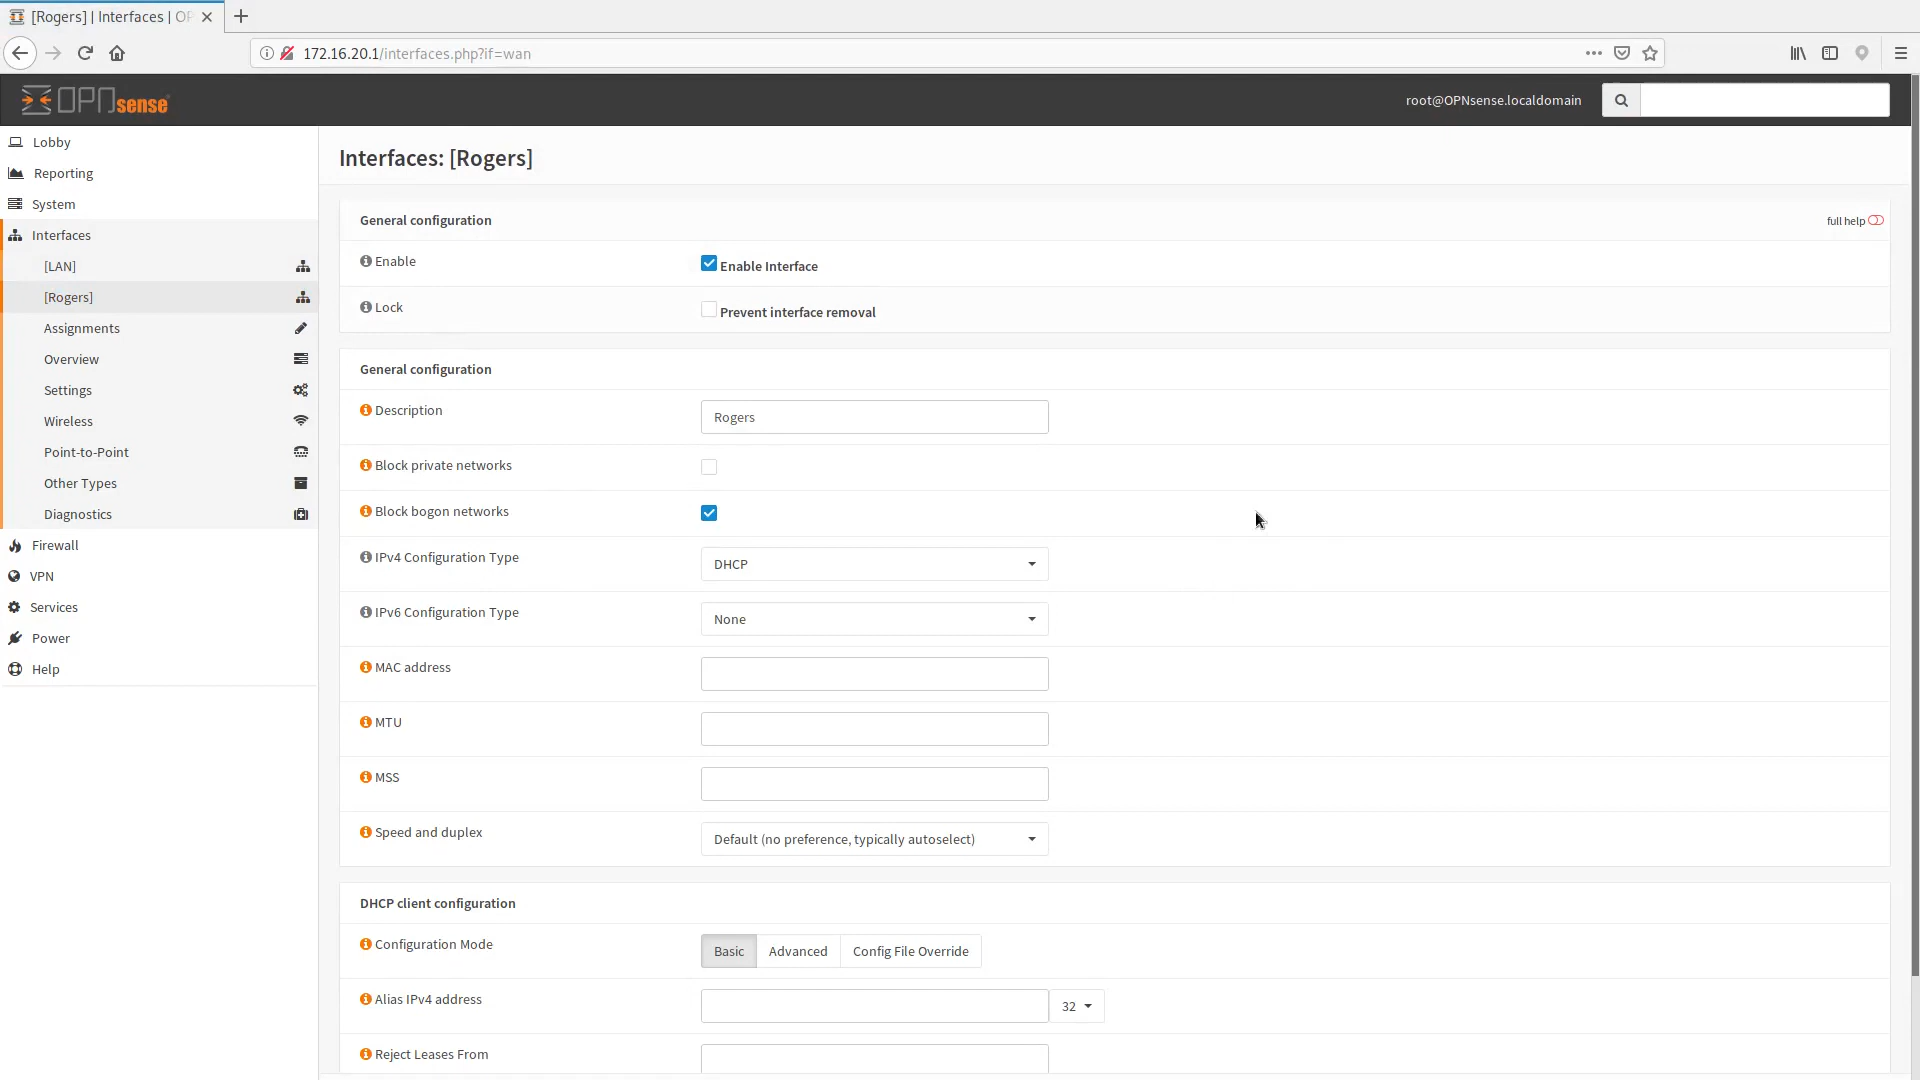 [Rogers] | Interfaces | OP
172.16.20.1/interfaces.php?if=wan
OPNsense
root@OPNsense.localdomain
Lobby
Reporting
System
Interfaces
[LAN]
[Rogers]
Assignments
Overview
Settings
Wireless
Point-to-Point
Other Types
Diagnostics
Firewall
VPN
Services
Power
Help
Interfaces: [Rogers]
General configuration
full help
Enable
Enable Interface
Lock
Prevent interface removal
General configuration
Description
Rogers
Block private networks
Block bogon networks
IPv4 Configuration Type
DHCP
IPv6 Configuration Type
None
MAC address
MTU
MSS
Speed and duplex
Default (no preference, typically autoselect)
DHCP client configuration
Configuration Mode
Basic Advanced Config File Override
Alias IPv4 address
32
Reject Leases From